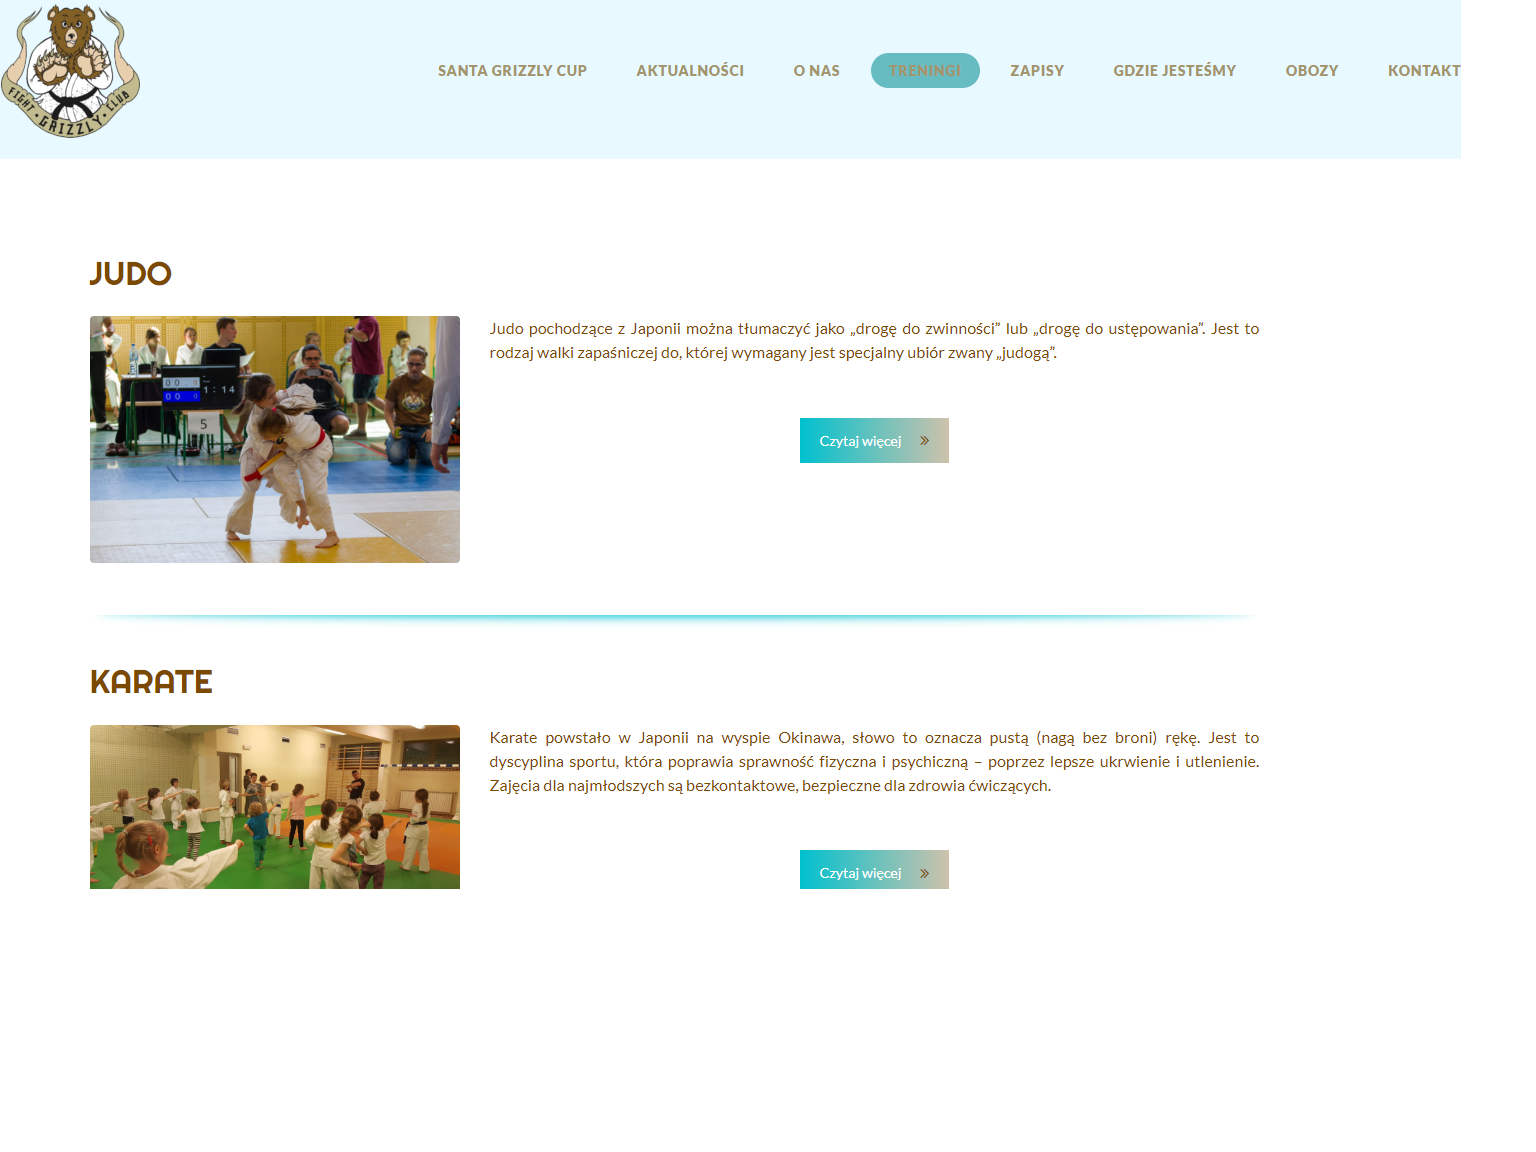 FIGHT • GRIZZLY • CLUB
SANTA GRIZZLY CUP
AKTUALNOŚCI
O NAS
TRENINGI
ZAPISY
GDZIE JESTEŚMY
OBOZY
KONTAKT
JUDO
00 0
00 0
1:14
5
Judo pochodzące z Japonii można tłumaczyć jako „drogę do zwinności” lub „drogę do ustępowania”. Jest to
rodzaj walki zapaśniczej do, której wymagany jest specjalny ubiór zwany „judogą”.
Czytaj więcej »
KARATE
Karate powstało w Japonii na wyspie Okinawa, słowo to oznacza pustą (nagą bez broni) rękę. Jest to
dyscyplina sportu, która poprawia sprawność fizyczna i psychiczną – poprzez lepsze ukrwienie i utlenienie.
Zajęcia dla najmłodszych są bezkontaktowe, bezpieczne dla zdrowia ćwiczących.
Czytaj więcej »